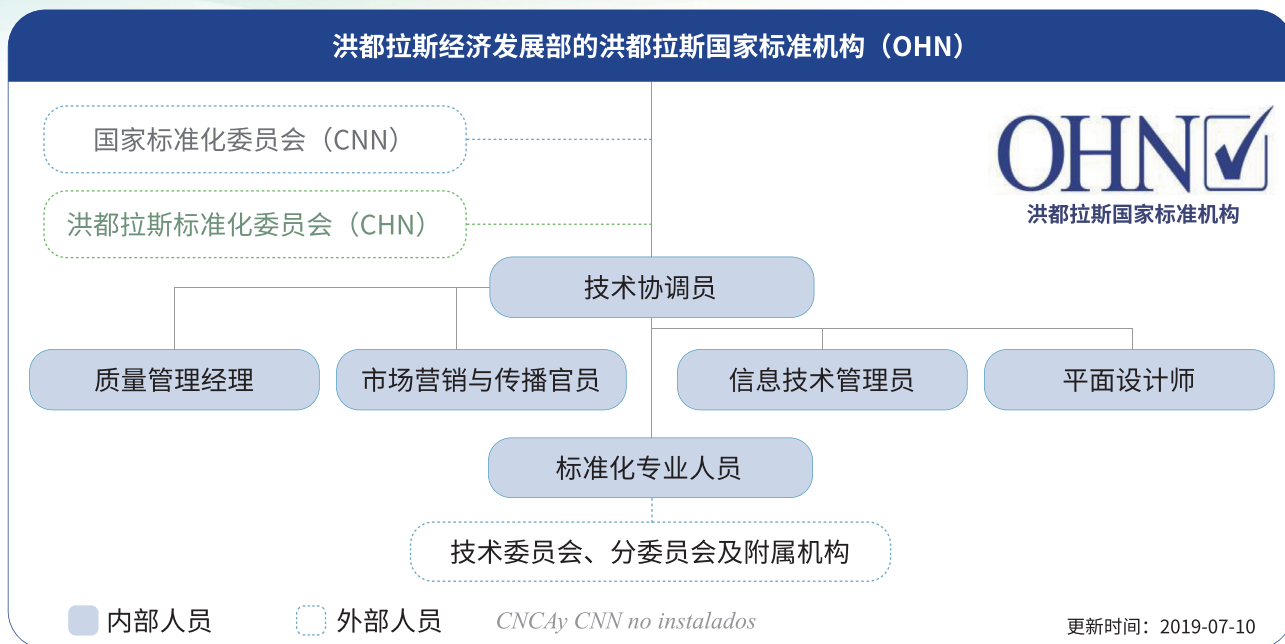 洪都拉斯经济发展部的洪都拉斯国家标准机构（OHN）
国家标准化委员会（CNN）
洪都拉斯标准化委员会（CHN）
OHN
洪都拉斯国家标准机构
技术协调员
质量管理经理
市场营销与传播官员
信息技术管理员
平面设计师
标准化专业人员
技术委员会、分委员会及附属机构
内部人员
外部人员
CNCAy CNN no instalados
更新时间：2019-07-10